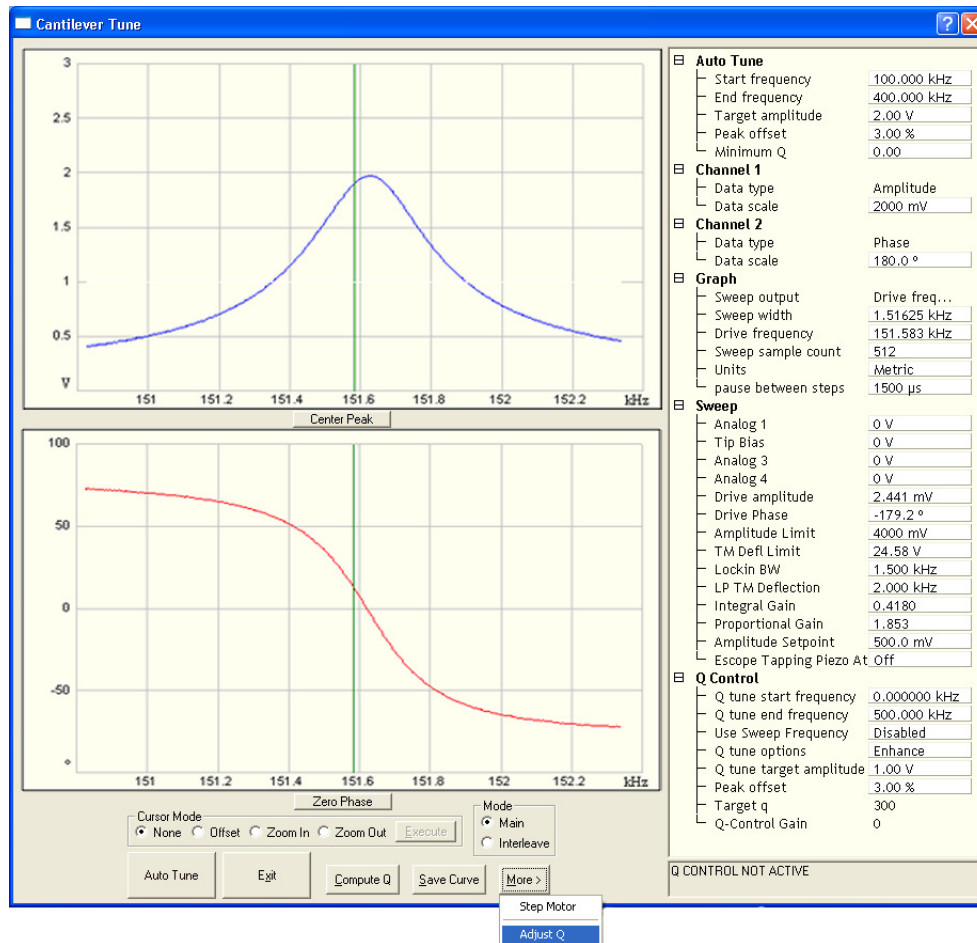 Cantilever Tune
3
2.5
2
1.5
1
0.5
V
151 151.2 151.4 151.6 151.8 152 152.2 kHz
Center Peak
100
50
0
-50
°
151 151.2 151.4 151.6 151.8 152 152.2 kHz
Zero Phase
Cursor Mode
None Offset Zoom In Zoom Out Execute
Mode
Main
Interleave
Auto Tune Exit Compute Q Save Curve More >
Step Motor
Adjust Q
Auto Tune
Start frequency 100.000 kHz
End frequency 400.000 kHz
Target amplitude 2.00 V
Peak offset 3.00 %
Minimum Q 0.00
Channel 1
Data type Amplitude
Data scale 2000 mV
Channel 2
Data type Phase
Data scale 180.0 °
Graph
Sweep output Drive freq...
Sweep width 1.51625 kHz
Drive frequency 151.583 kHz
Sweep sample count 512
Units Metric
pause between steps 1500 µs
Sweep
Analog 1 0 V
Tip Bias 0 V
Analog 3 0 V
Analog 4 0 V
Drive amplitude 2.441 mV
Drive Phase -179.2 °
Amplitude Limit 4000 mV
TM Defl Limit 24.58 V
Lockin BW 1.500 kHz
LP TM Deflection 2.000 kHz
Integral Gain 0.4180
Proportional Gain 1.853
Amplitude Setpoint 500.0 mV
Escope Tapping Piezo At Off
Q Control
Q tune start frequency 0.000000 kHz
Q tune end frequency 500.000 kHz
Use Sweep Frequency Disabled
Q tune options Enhance
Q tune target amplitude 1.00 V
Peak offset 3.00 %
Target q 300
Q-Control Gain 0
Q CONTROL NOT ACTIVE